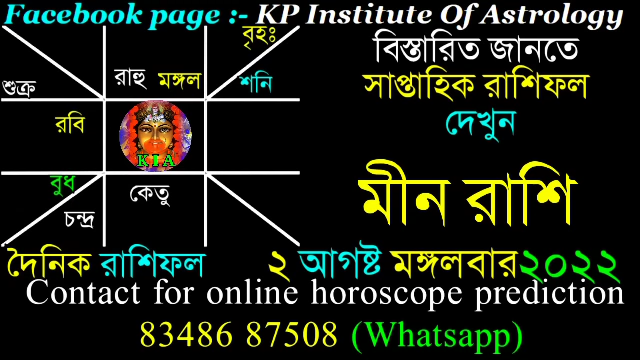 Facebook page :- KP Institute Of Astrology
বৃহঃ
বিস্তারিত জানতে
শুক্র রাহু মঙ্গল শনি
সাপ্তাহিক রাশিফল
রবি
দেখুন
KIA
বুধ
কেতু
মীন রাশি
চন্দ্র
দৈনিক রাশিফল ২ আগষ্ট মঙ্গলবার২০২২
Contact for online horoscope prediction
83486 87508 (Whatsapp)